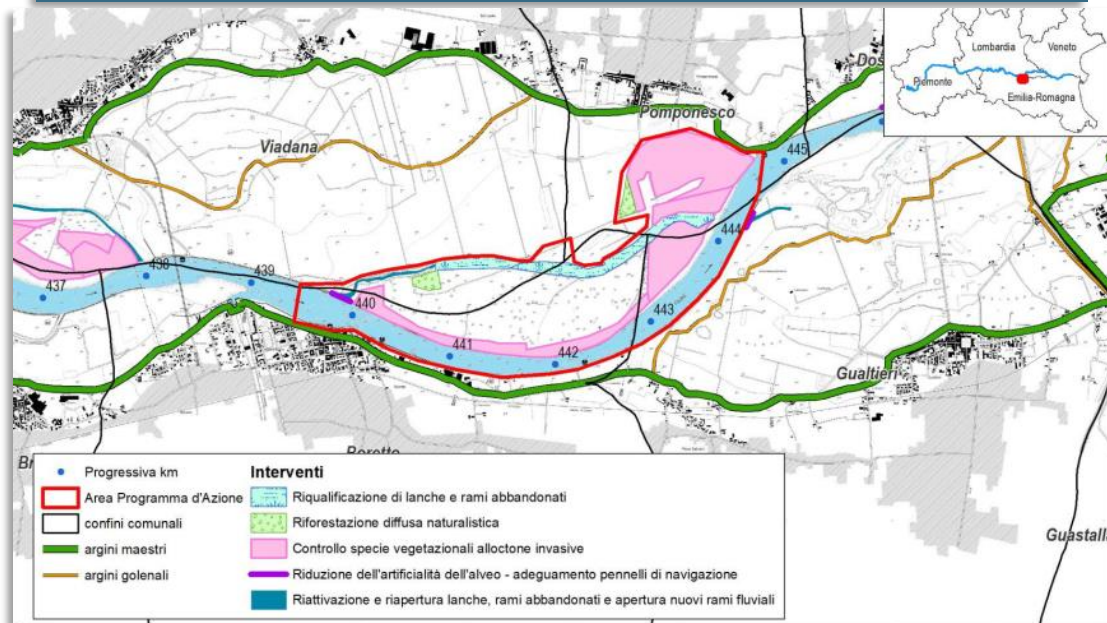 Lombardia
Veneto
Piemonte
Emilia-Romagna
Pomponesco
Viadana
445
444
438
439
437
440
443
441
442
Gualtieri
Guastalla
Progressiva km
Area Programma d'Azione
confini comunali
argini maestri
argini golenali
Interventi
Riqualificazione di lanche e rami abbandonati
Riforestazione diffusa naturalistica
Controllo specie vegetazionali alloctone invasive
Riduzione dell'artificialità dell'alveo - adeguamento pennelli di navigazione
Riattivazione e riapertura lanche, rami abbandonati e apertura nuovi rami fluviali